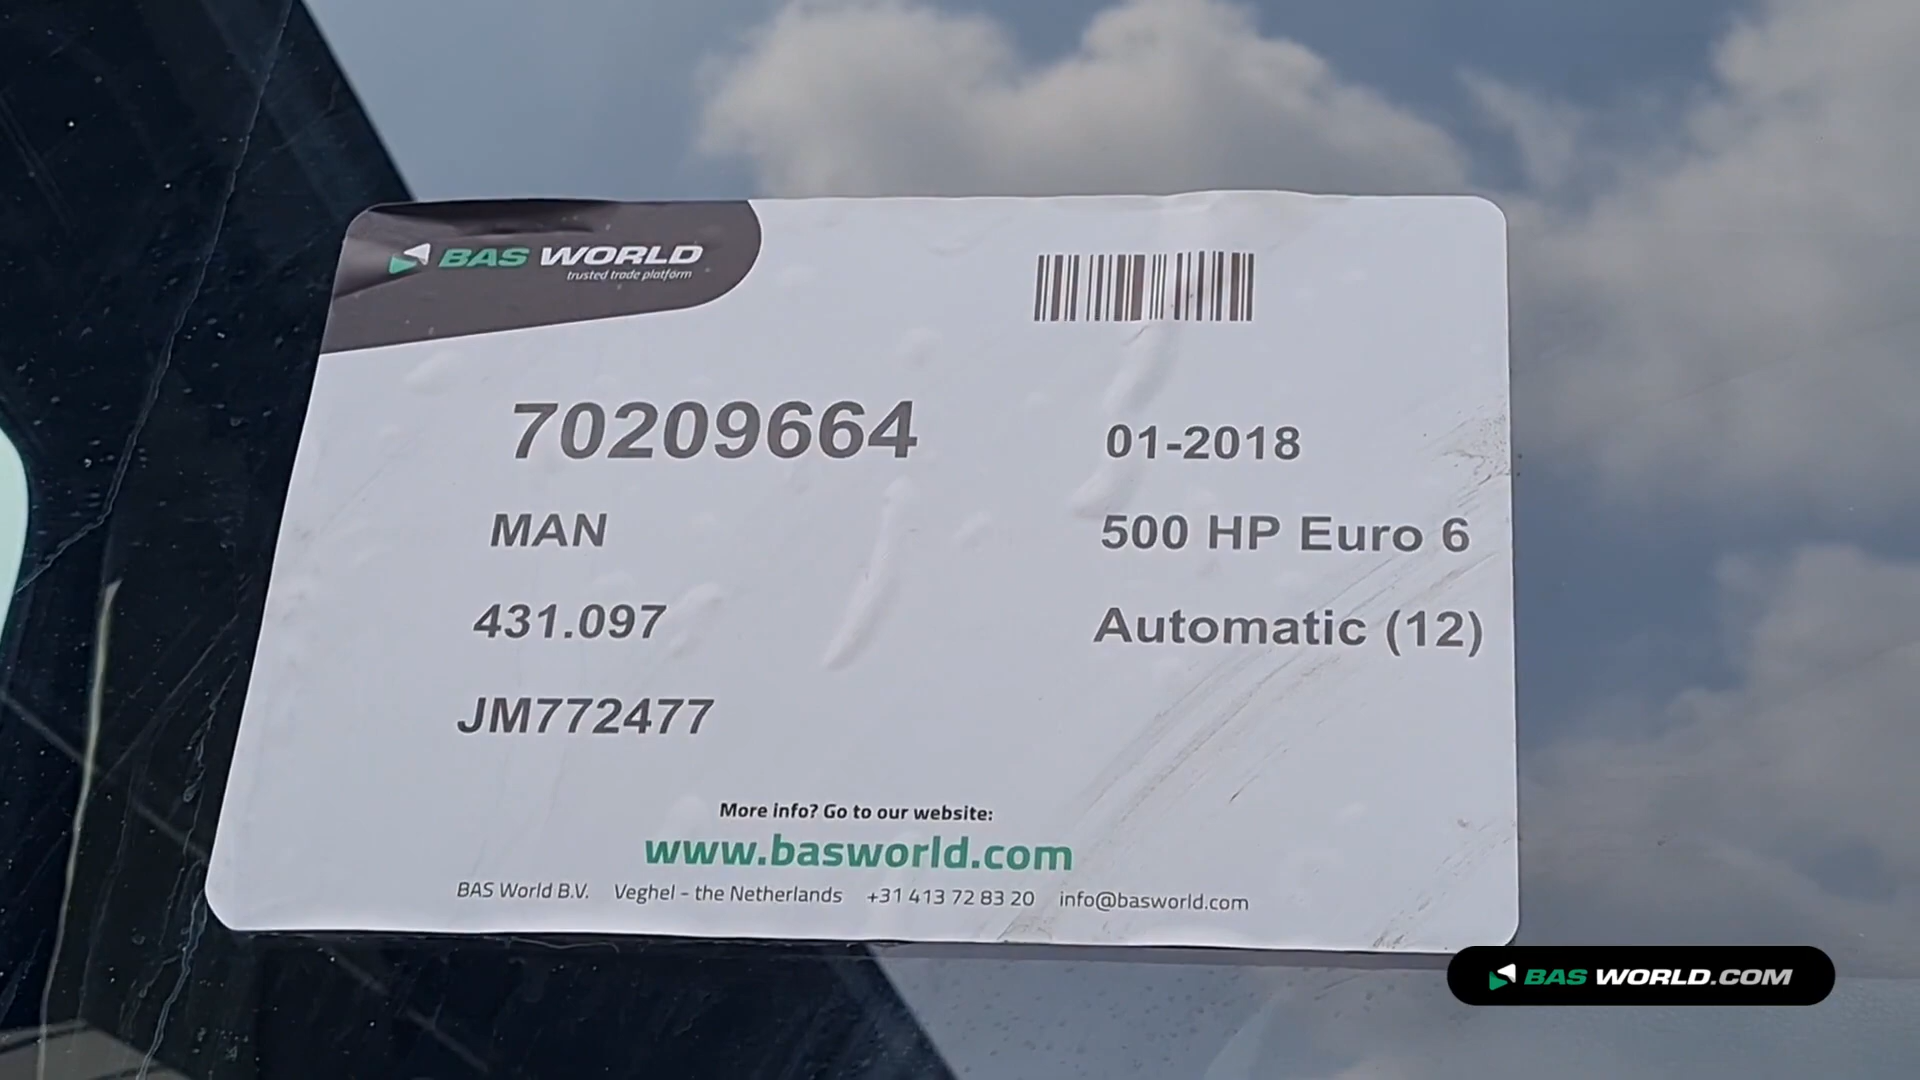 BAS WORLD
trusted trade platform
70209664
01-2018
MAN
500 HP Euro 6
431.097
Automatic (12)
JM772477
More info? Go to our website:
www.basworld.com
BAS World B.V. Veghel - the Netherlands +31 413 72 83 20 info@basworld.com
BAS WORLD.COM